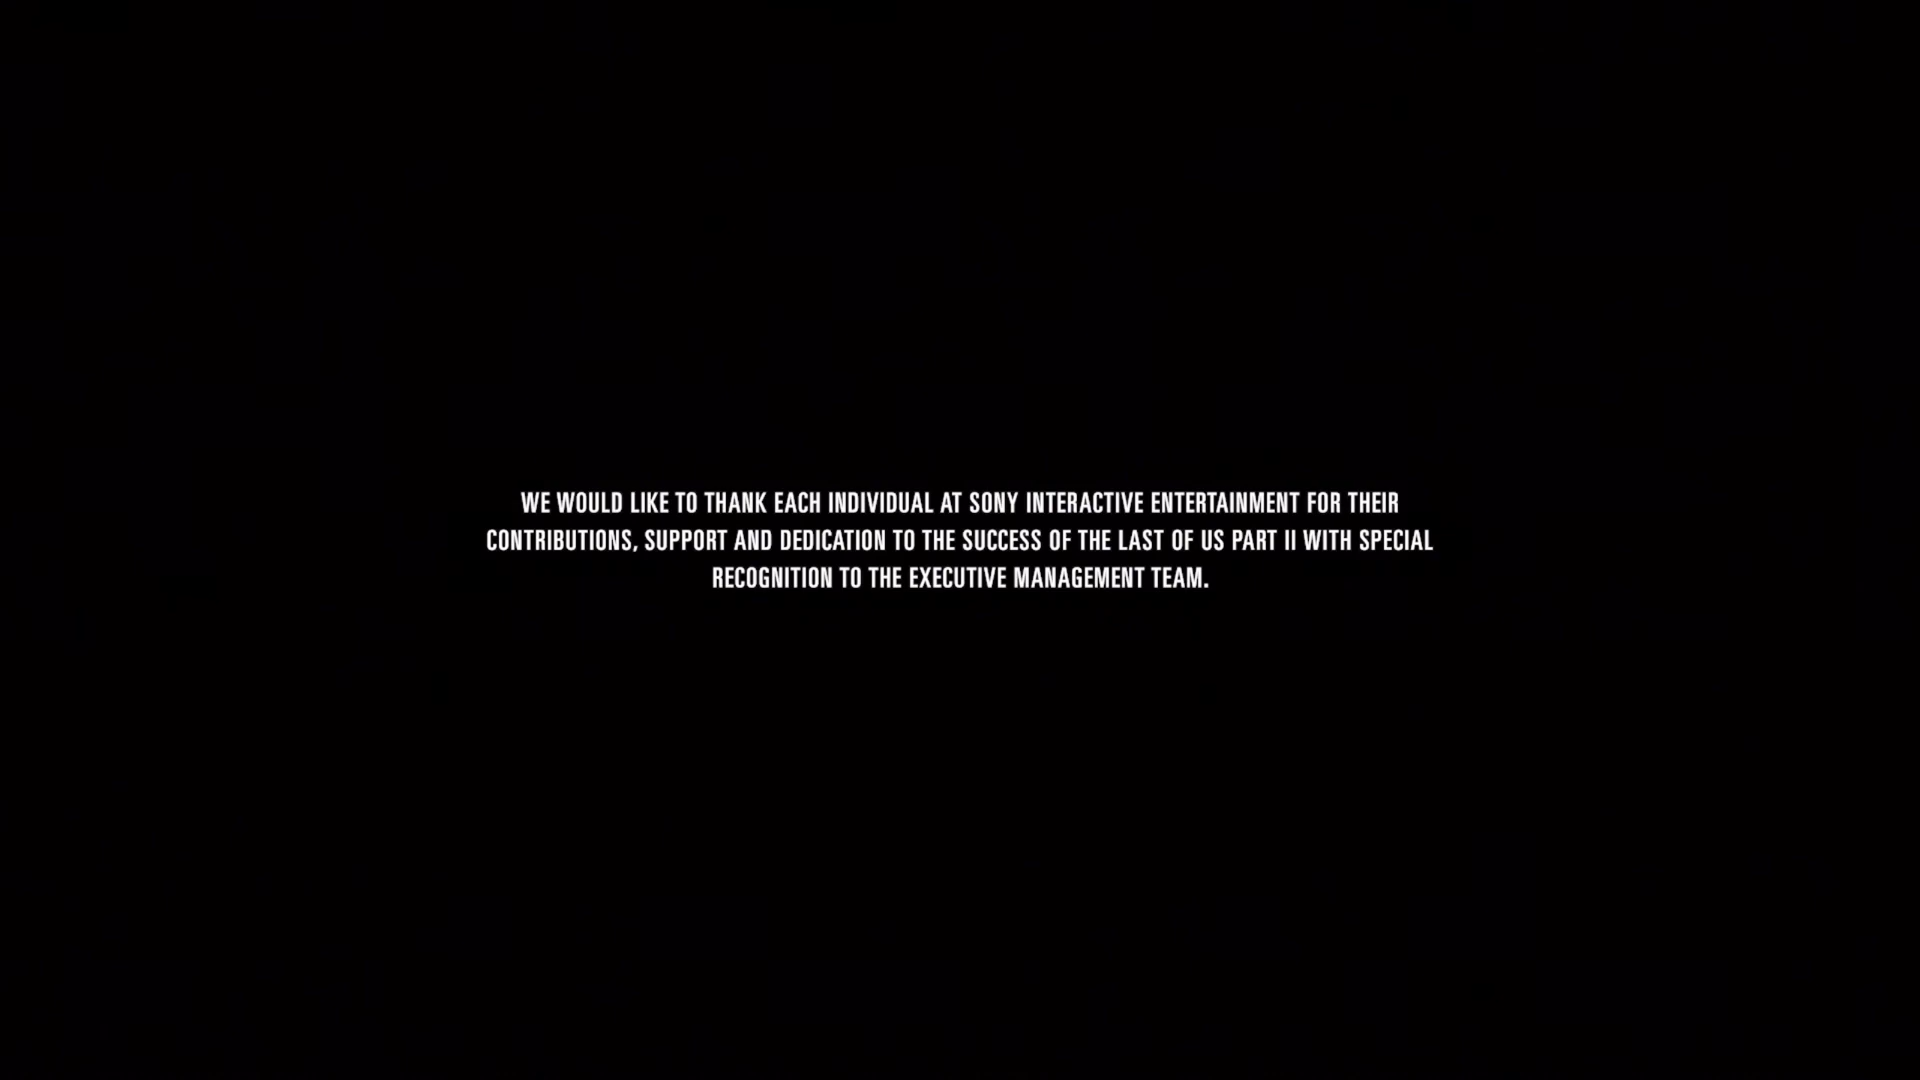 WE WOULD LIKE TO THANK EACH INDIVIDUAL AT SONY INTERACTIVE ENTERTAINMENT FOR THEIR
CONTRIBUTIONS, SUPPORT AND DEDICATION TO THE SUCCESS OF THE LAST OF US PART II WITH SPECIAL
RECOGNITION TO THE EXECUTIVE MANAGEMENT TEAM.